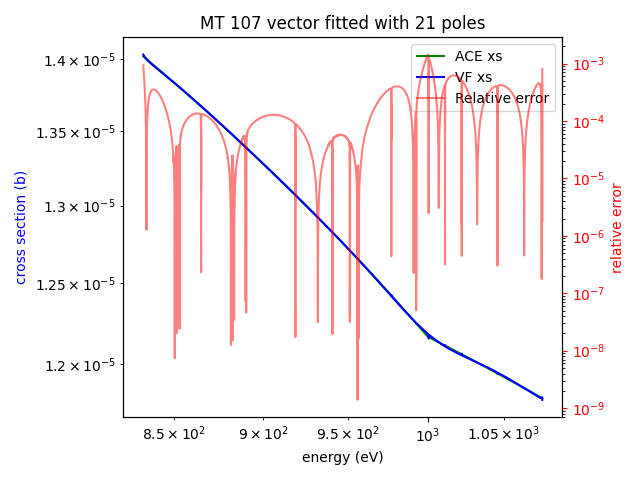 MT 107 vector fitted with 21 poles
ACE xs
VF xs
Relative error
cross section (b)
1.4 × 10⁻⁵
1.35 × 10⁻⁵
1.3 × 10⁻⁵
1.25 × 10⁻⁵
1.2 × 10⁻⁵
10⁻³
10⁻⁴
10⁻⁵
10⁻⁶
10⁻⁷
10⁻⁸
10⁻⁹
relative error
8.5 × 10² 9 × 10² 9.5 × 10² 10³ 1.05 × 10³
energy (eV)